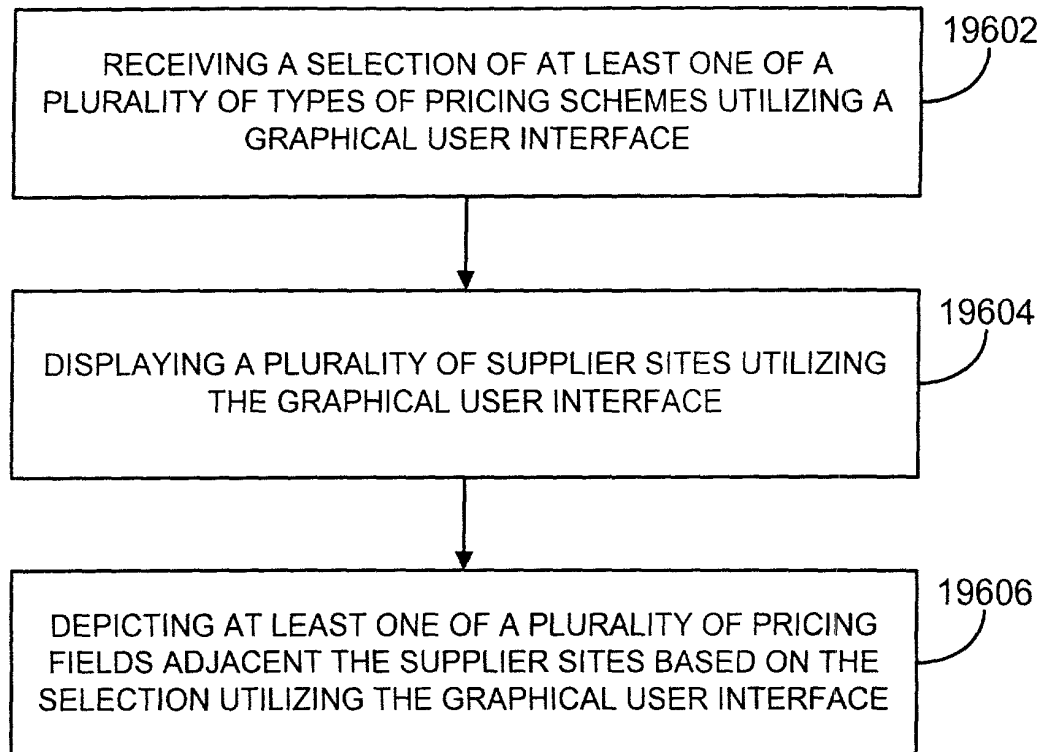 19602
RECEIVING A SELECTION OF AT LEAST ONE OF A
PLURALITY OF TYPES OF PRICING SCHEMES UTILIZING A
GRAPHICAL USER INTERFACE
19604
DISPLAYING A PLURALITY OF SUPPLIER SITES UTILIZING
THE GRAPHICAL USER INTERFACE
19606
DEPICTING AT LEAST ONE OF A PLURALITY OF PRICING
FIELDS ADJACENT THE SUPPLIER SITES BASED ON THE
SELECTION UTILIZING THE GRAPHICAL USER INTERFACE